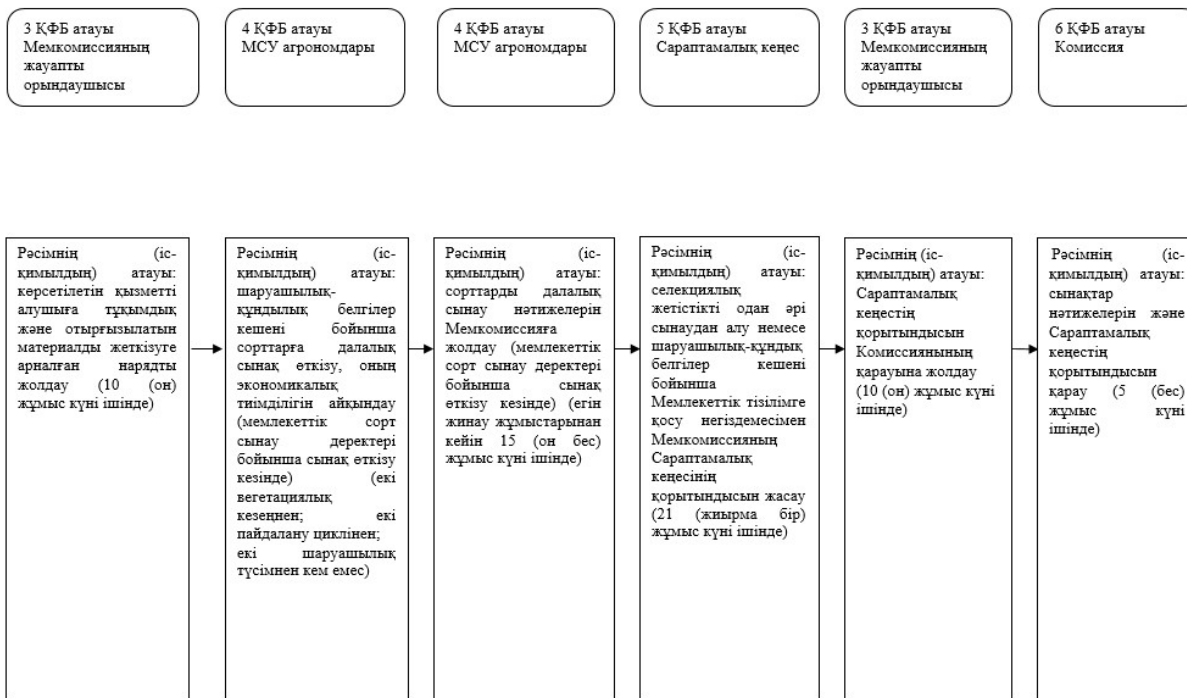 3 ҚФБ атауы
Мемкомиссияның
жауапты
орындаушысы
4 ҚФБ атауы
МСУ агрономдары
4 ҚФБ атауы
МСУ агрономдары
5 ҚФБ атауы
Сараптамалық кеңес
3 ҚФБ атауы
Мемкомиссияның
жауапты
орындаушысы
6 ҚФБ атауы
Комиссия
Рәсімнің (іс-
қимылдың) атауы:
көрсетілетін қызметті
алушыға тұқымдық
және отырғызылатын
материалды жеткізуге
арналған нарядты
жолдау (10 (он)
жұмыс күні ішінде)
Рәсімнің (іс-
қимылдың) атауы:
шаруашылық-
құндылық белгілер
кешені бойынша
сорттарға далалық
сынақ өткізу, оның
экономикалық
тиімділігін айқындау
(мемлекеттік сорт
сынау деректері
бойынша сынақ өткізу
кезінде) (екі
вегетациялық
кезеңнен; екі
пайдалану циклінен;
екі шаруашылық
түсімнен кем емес)
Рәсімнің (іс-
қимылдың) атауы:
сорттарды далалық
сынау нәтижелерін
Мемкомиссияға
жолдау (мемлекеттік
сорт сынау деректері
бойынша сынақ
өткізу кезінде) (егін
жинау жұмыстарынан
кейін 15 (он бес)
жұмыс күні ішінде)
Рәсімнің (іс-
қимылдың) атауы:
селекциялық
жетістікті одан әрі
сынаудан алу немесе
шаруашылық-құндық
белгілер кешені
бойынша
Мемлекеттік тізілімге
қосу негіздемесімен
Мемкомиссияның
Сараптамалық
кеңесінің
қорытындысын жасау
(21 (жиырма бір)
жұмыс күні ішінде)
Рәсімнің (іс-
қимылдың) атауы:
Сараптамалық
кеңестің
қорытындысын
Комиссияның
қарауына жолдау
(10 (он) жұмыс күні
ішінде)
Рәсімнің (іс-
қимылдың) атауы:
сынақтар
нәтижелерін және
Сараптамалық
кеңестің
қорытындысын
қарау (5 (бес)
жұмыс күні
ішінде)